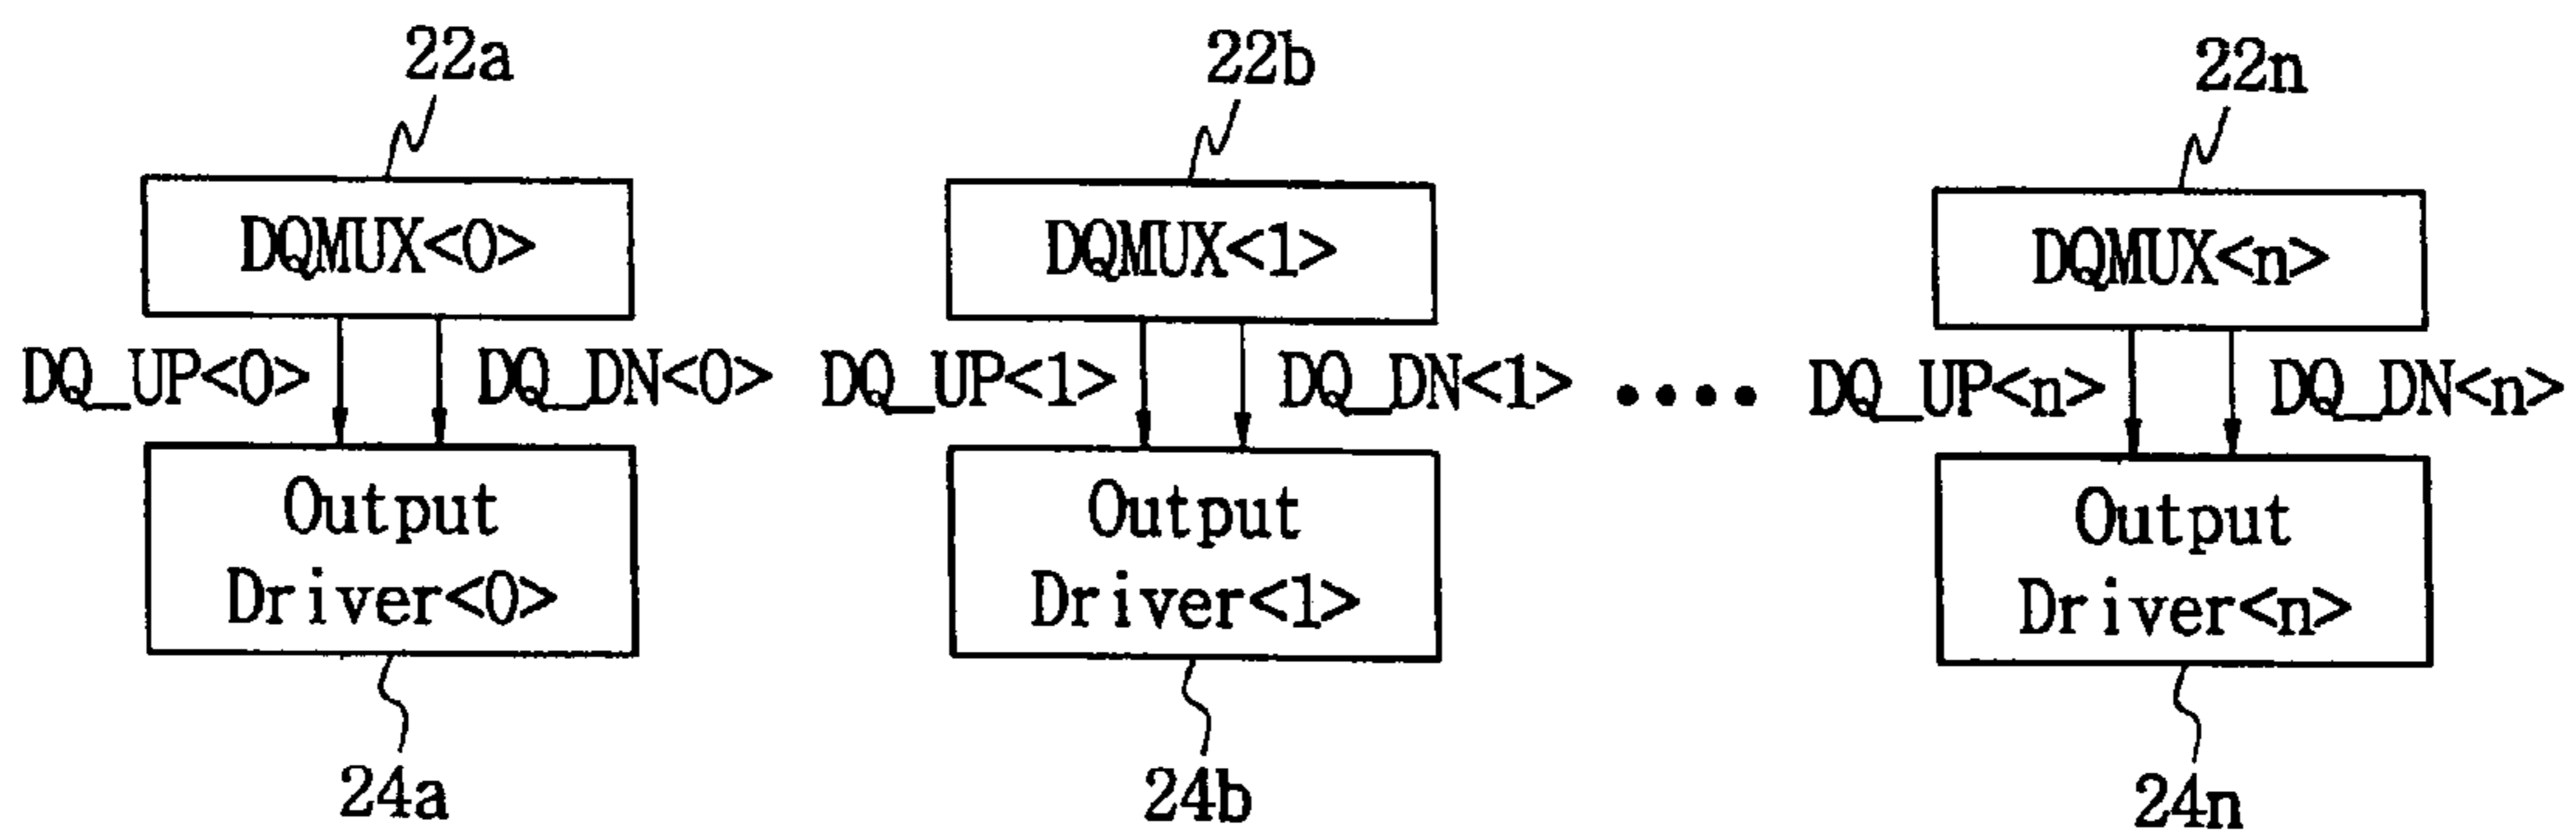 22a 22b 22n
DQMUX<0> DQMUX<1> DQMUX<n>
DQ_UP<0> DQ_DN<0> DQ_UP<1> DQ_DN<1> •••• DQ_UP<n> DQ_DN<n>
Output Output Output
Driver<0> Driver<1> Driver<n>
24a 24b 24n